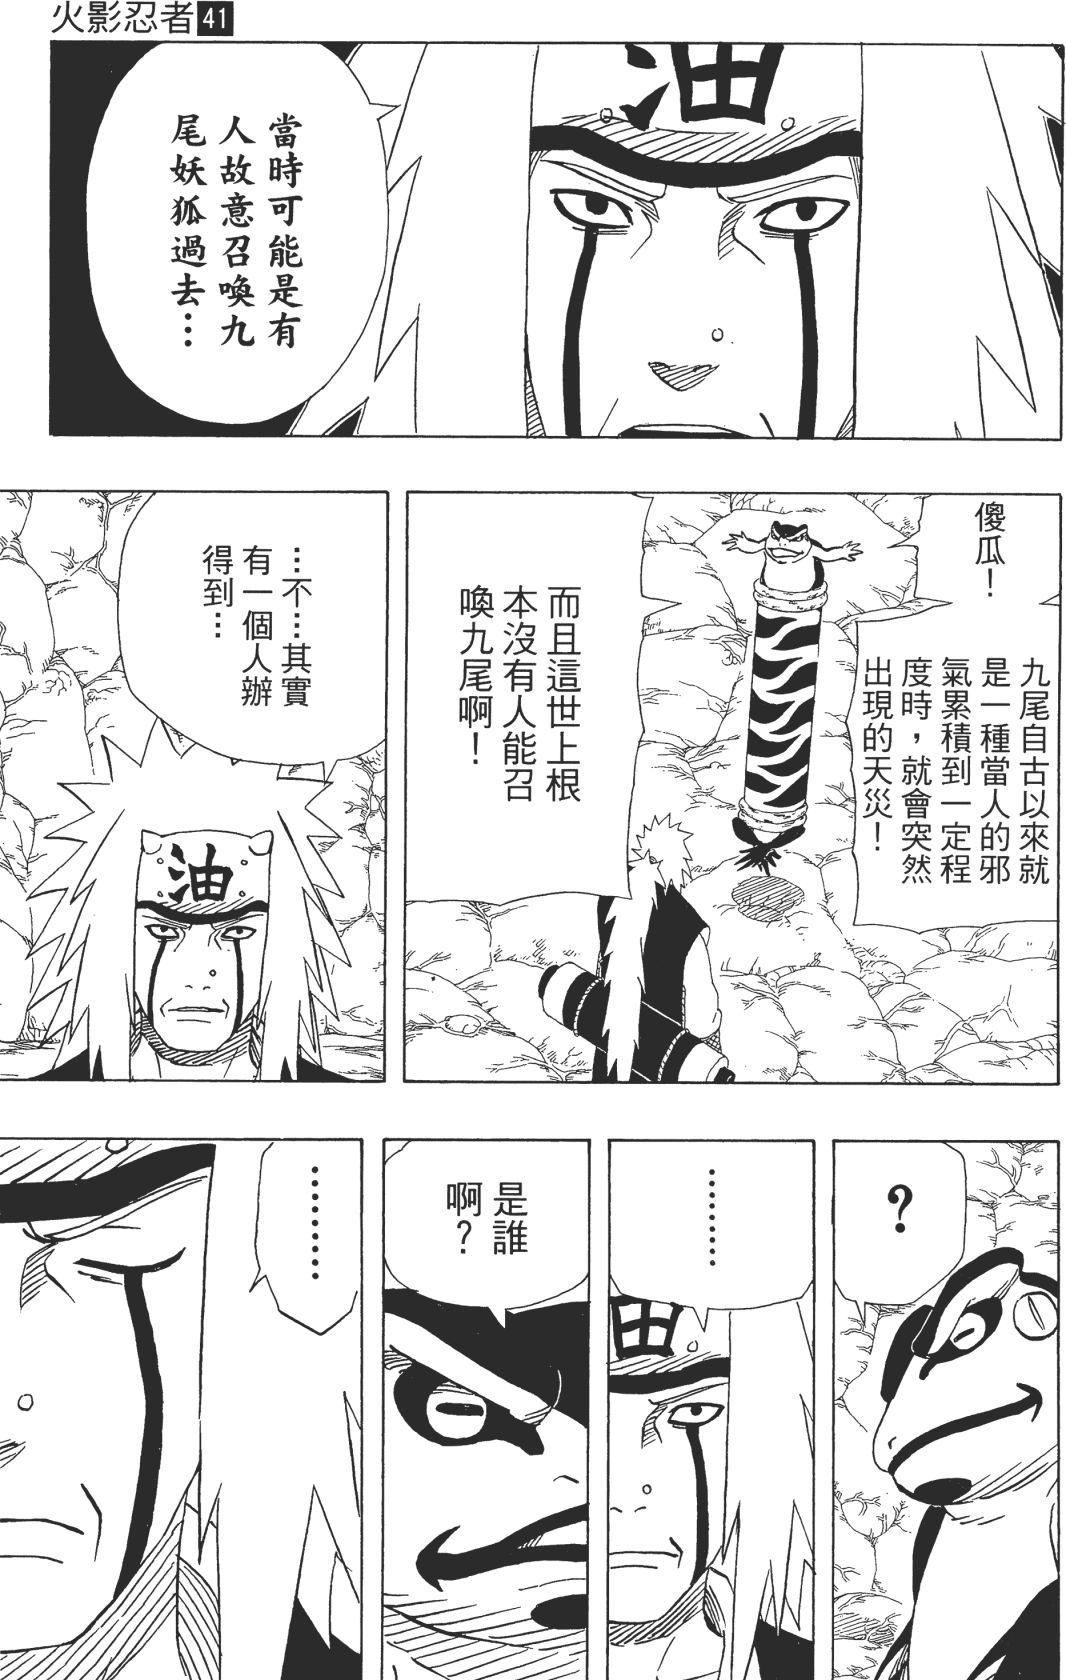 火影忍者 41
油
當時可能是有
人故意召喚九
尾妖狐過去…
傻瓜！
九尾自古以來就
是一種當人的邪
氣累積到一定程
度時，就會突然
出現的天災！
而且這世上根
本沒有人能召
喚九尾啊！
…不…其實
有一個人辦
得到…
油
？
………
油
是誰
啊？
………